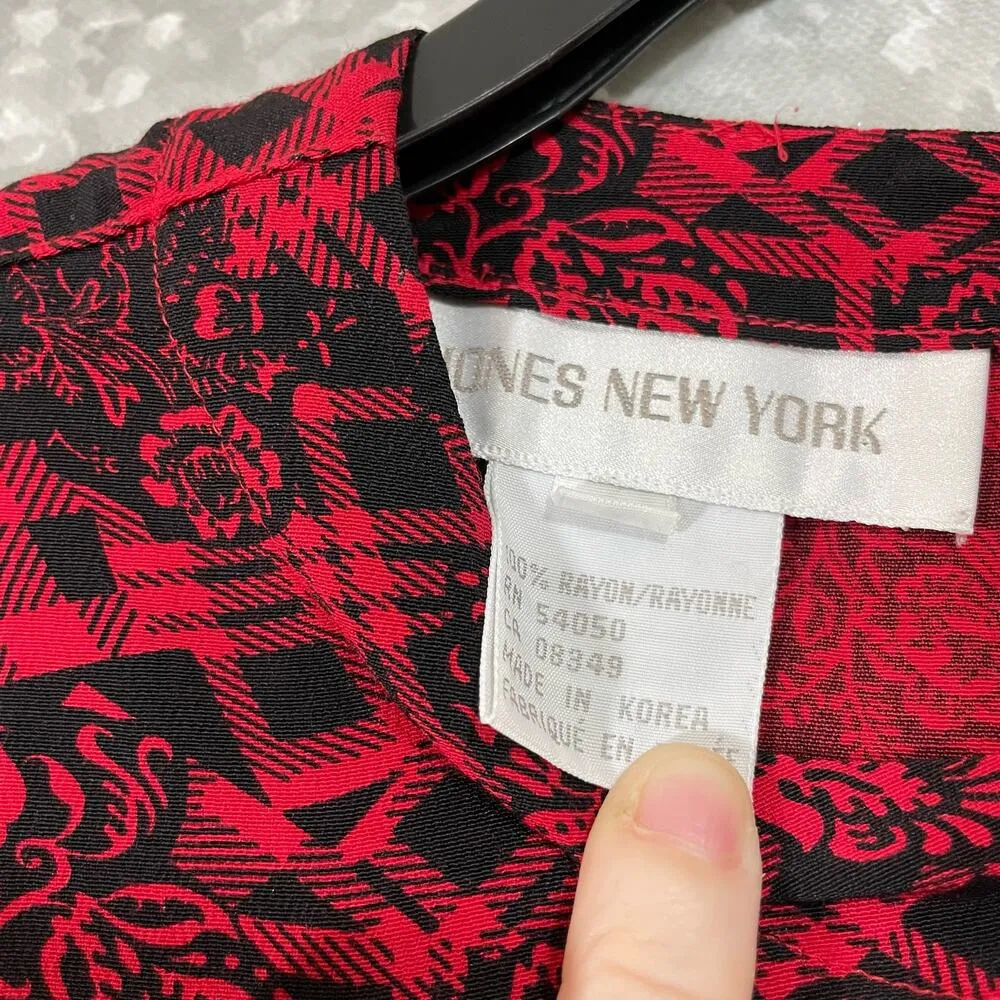 JONES NEW YORK
100% RAYON/RAYONNE
RN 54050
CA 08349
MADE IN KOREA
FABRIQUÉ EN